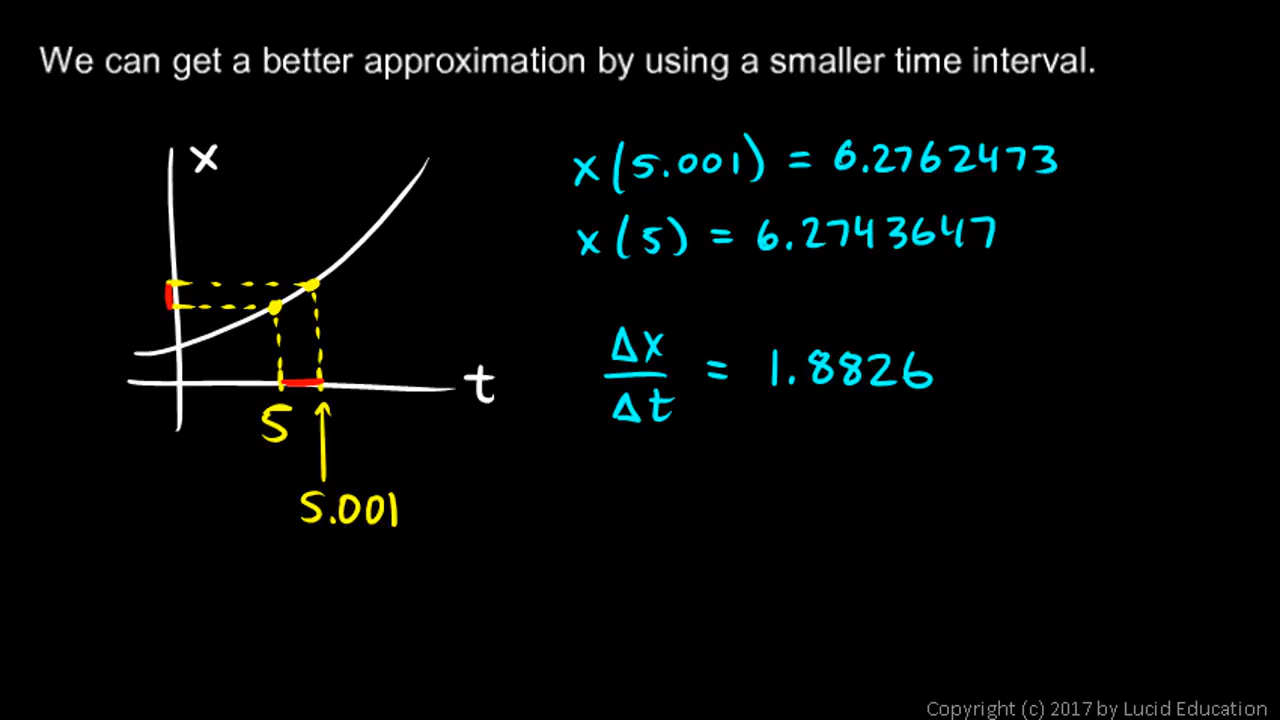 We can get a better approximation by using a smaller time interval.
x
x(5.001) = 6.2762473
x(5) = 6.2743647
Δx
Δt
= 1.8826
t
5
5.001
Copyright (c) 2017 by Lucid Education